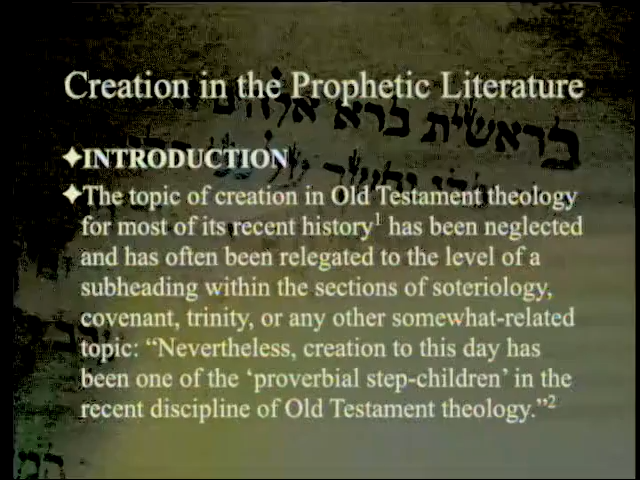 Creation in the Prophetic Literature
בראשית ברא אלהים
✦INTRODUCTION
✦The topic of creation in Old Testament theology
for most of its recent history1 has been neglected
and has often been relegated to the level of a
subheading within the sections of soteriology,
covenant, trinity, or any other somewhat-related
topic: “Nevertheless, creation to this day has
been one of the ‘proverbial step-children’ in the
recent discipline of Old Testament theology.”2